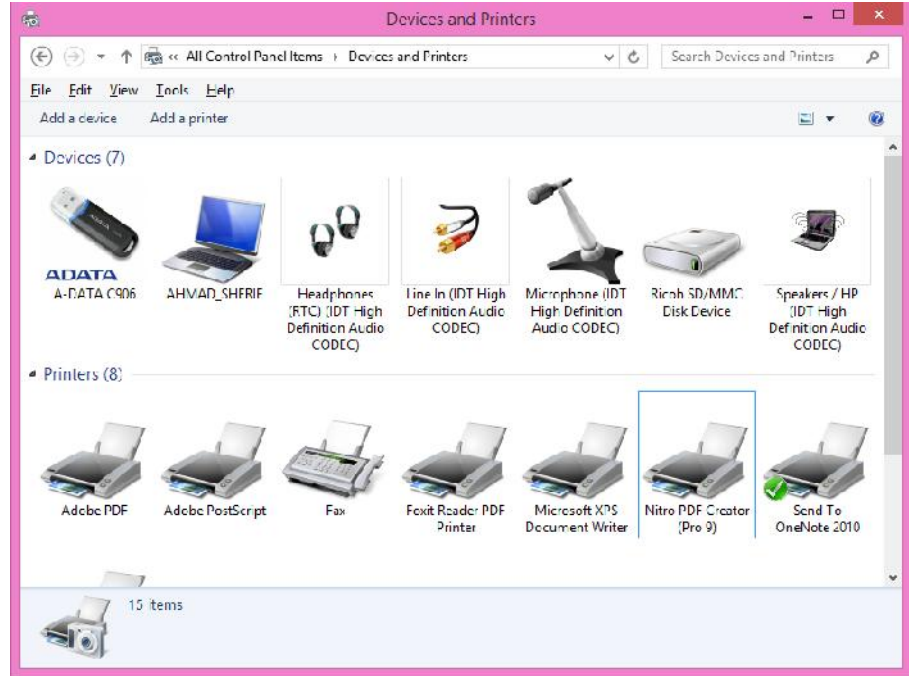 Devices and Printers
« All Control Panel Items › Devices and Printers
Search Devices and Printers
File Edit View Tools Help
Add a device Add a printer
Devices (7)
ADATA
A-DATA C906
AHMAD_SHERIF
Headphones
(RTC) (IDT High
Definition Audio
CODEC)
Line In (IDT High
Definition Audio
CODEC)
Microphone (IDT
High Definition
Audio CODEC)
Ricoh SD/MMC
Disk Device
Speakers / HP
(IDT High
Definition Audio
CODEC)
Printers (8)
Adobe PDF
Adobe PostScript
Fax
Foxit Reader PDF
Printer
Microsoft XPS
Document Writer
Nitro PDF Creator
(Pro 9)
Send To
OneNote 2010
15 items